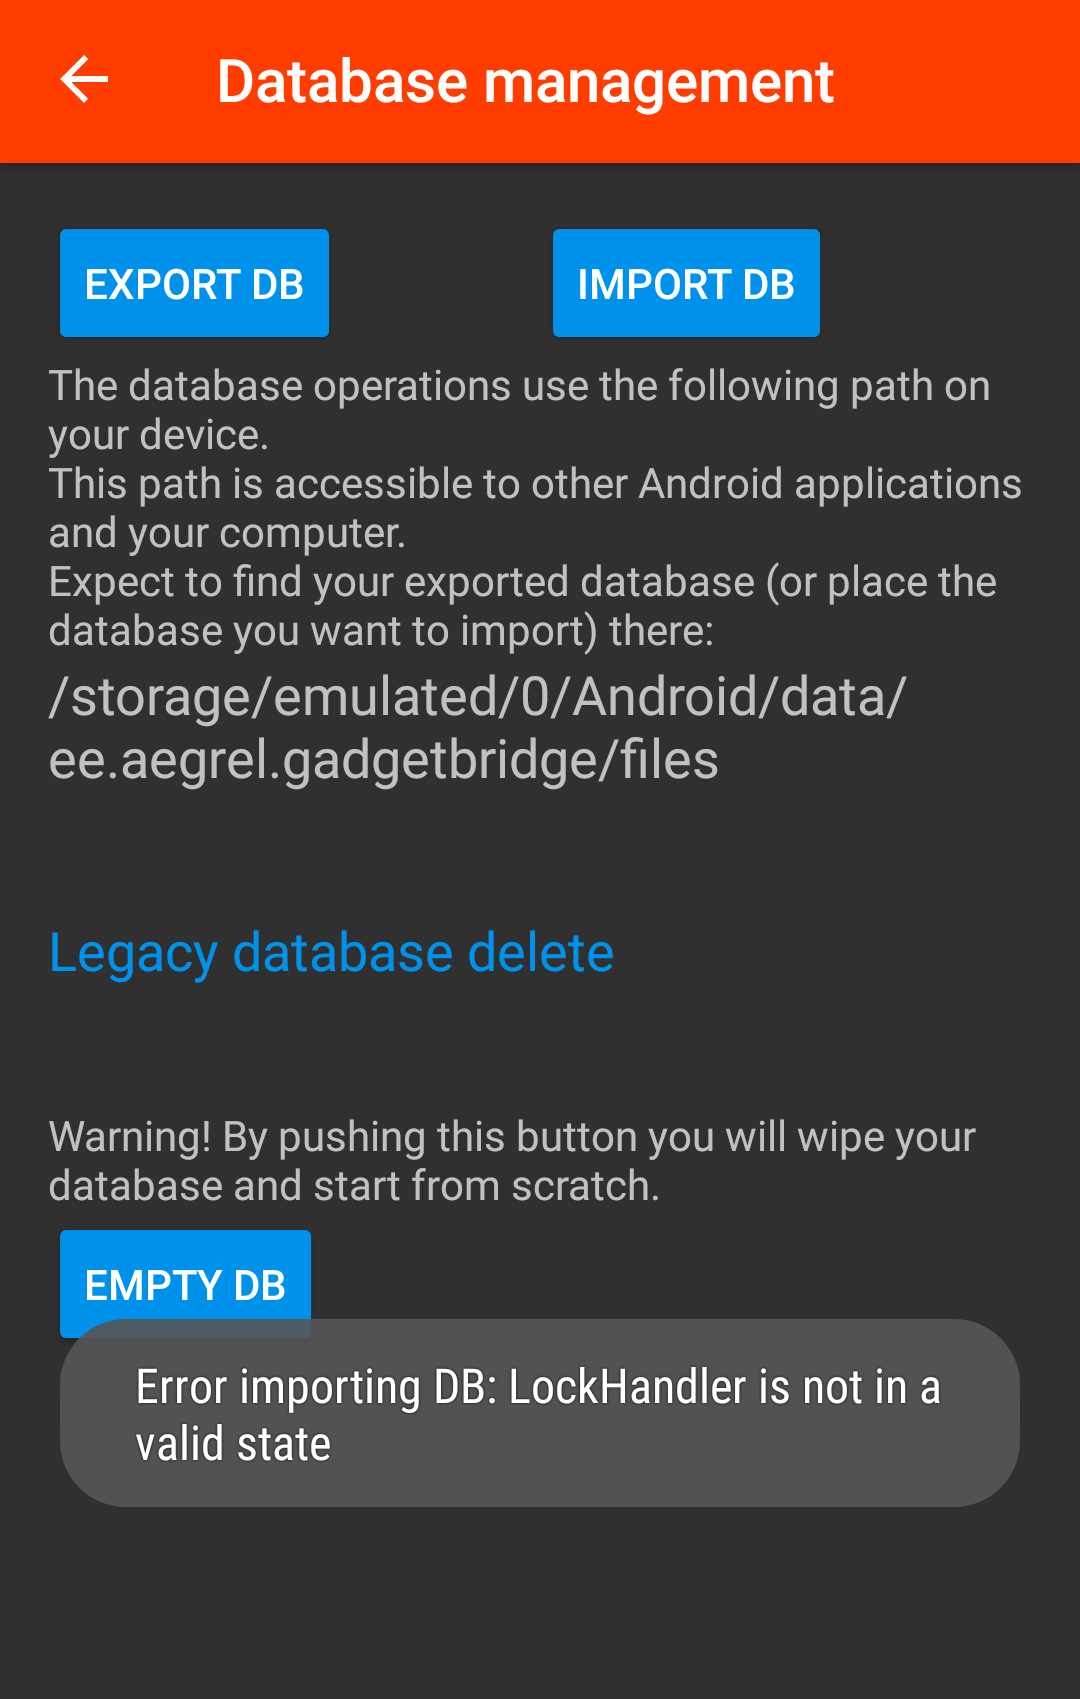 Database management
EXPORT DB
IMPORT DB
The database operations use the following path on
your device.
This path is accessible to other Android applications
and your computer.
Expect to find your exported database (or place the
database you want to import) there:
/storage/emulated/0/Android/data/
ee.aegrel.gadgetbridge/files
Legacy database delete
Warning! By pushing this button you will wipe your
database and start from scratch.
EMPTY DB
Error importing DB: LockHandler is not in a
valid state